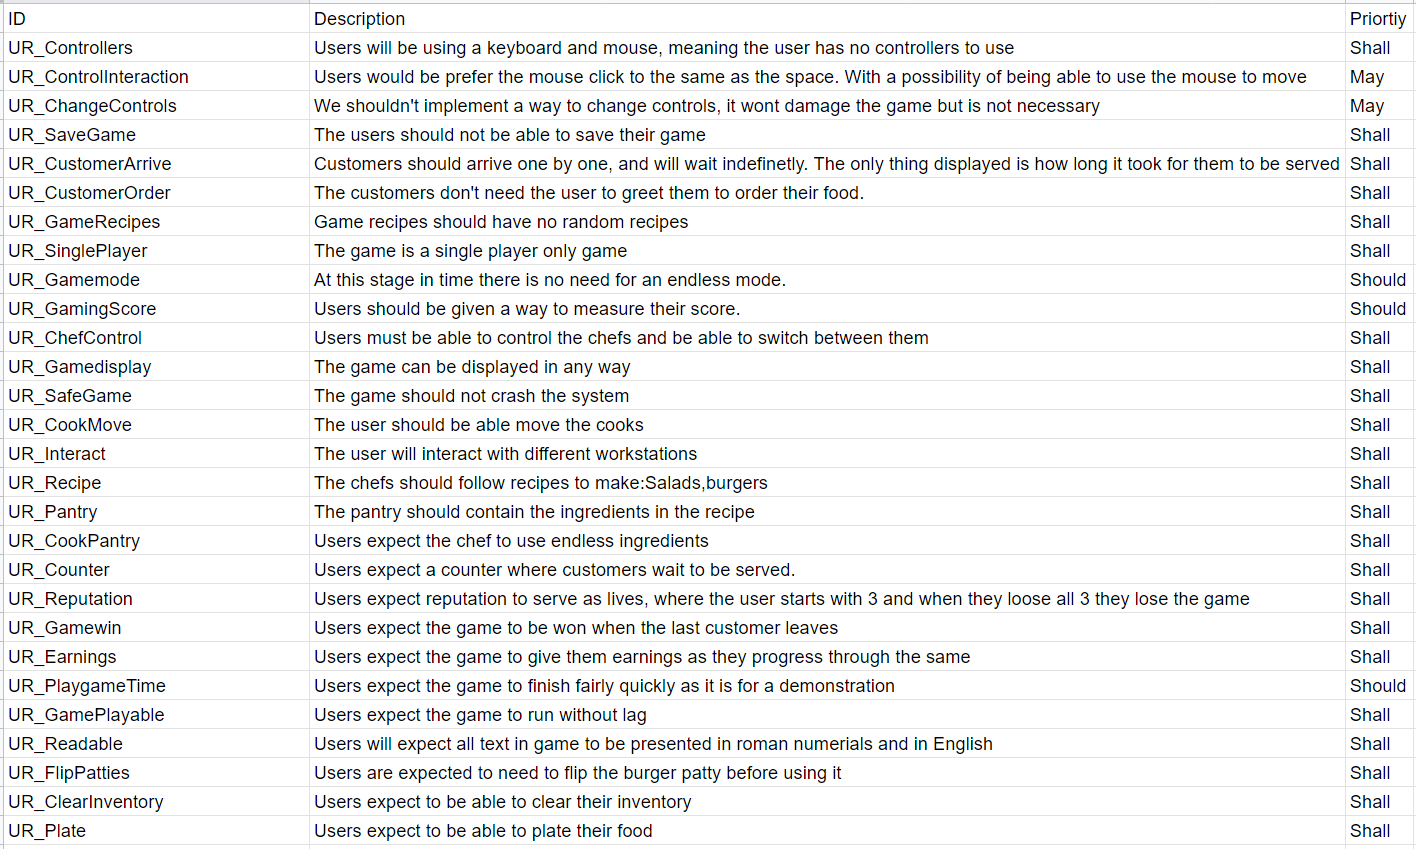 ID Description Priortiy
UR_Controllers Users will be using a keyboard and mouse, meaning the user has no controllers to use Shall
UR_ControlInteraction Users would be prefer the mouse click to the same as the space. With a possibility of being able to use the mouse to move May
UR_ChangeControls We shouldn't implement a way to change controls, it wont damage the game but is not necessary May
UR_SaveGame The users should not be able to save their game Shall
UR_CustomerArrive Customers should arrive one by one, and will wait indefinetly. The only thing displayed is how long it took for them to be served Shall
UR_CustomerOrder The customers don't need the user to greet them to order their food. Shall
UR_GameRecipes Game recipes should have no random recipes Shall
UR_SinglePlayer The game is a single player only game Shall
UR_Gamemode At this stage in time there is no need for an endless mode. Should
UR_GamingScore Users should be given a way to measure their score. Should
UR_ChefControl Users must be able to control the chefs and be able to switch between them Shall
UR_Gamedisplay The game can be displayed in any way Shall
UR_SafeGame The game should not crash the system Shall
UR_CookMove The user should be able move the cooks Shall
UR_Interact The user will interact with different workstations Shall
UR_Recipe The chefs should follow recipes to make:Salads,burgers Shall
UR_Pantry The pantry should contain the ingredients in the recipe Shall
UR_CookPantry Users expect the chef to use endless ingredients Shall
UR_Counter Users expect a counter where customers wait to be served. Shall
UR_Reputation Users expect reputation to serve as lives, where the user starts with 3 and when they loose all 3 they lose the game Shall
UR_Gamewin Users expect the game to be won when the last customer leaves Shall
UR_Earnings Users expect the game to give them earnings as they progress through the same Shall
UR_PlaygameTime Users expect the game to finish fairly quickly as it is for a demonstration Should
UR_GamePlayable Users expect the game to run without lag Shall
UR_Readable Users will expect all text in game to be presented in roman numerials and in English Shall
UR_FlipPatties Users are expected to need to flip the burger patty before using it Shall
UR_ClearInventory Users expect to be able to clear their inventory Shall
UR_Plate Users expect to be able to plate their food Shall